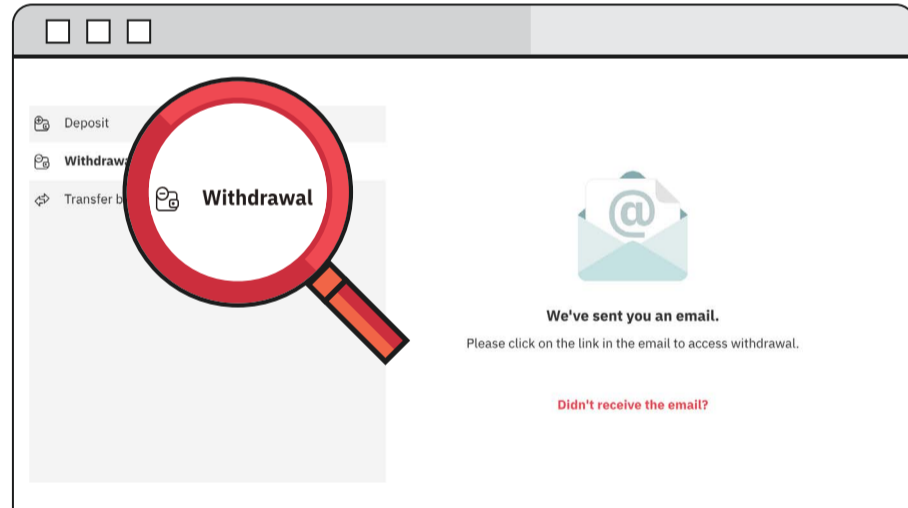 Deposit
Withdrawa
Transfer b
Withdrawal
@
We've sent you an email.
Please click on the link in the email to access withdrawal.
Didn't receive the email?